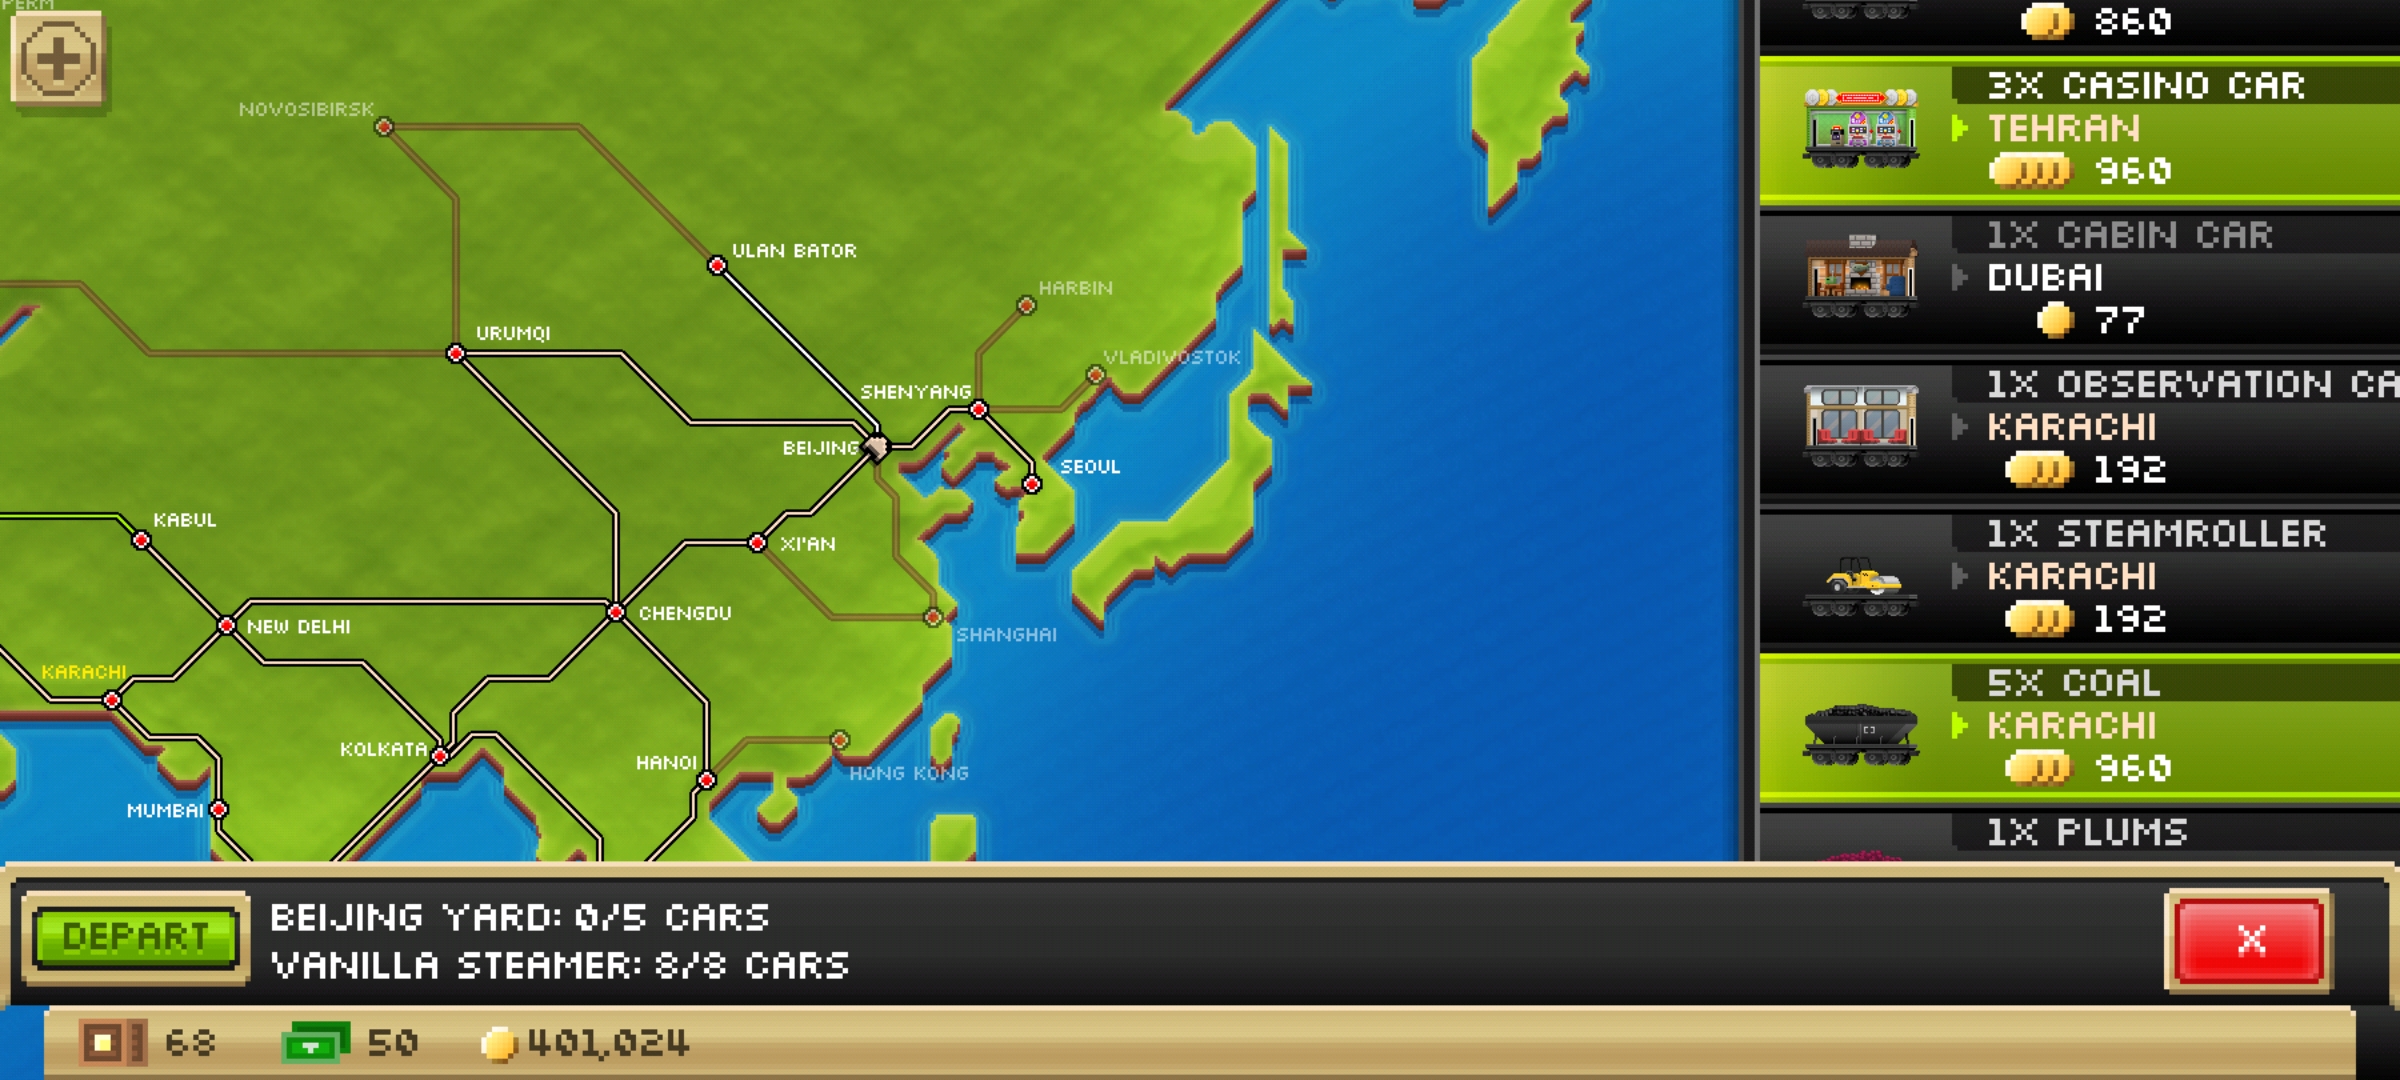 PERM
NOVOSIBIRSK
ULAN BATOR
HARBIN
URUMQI
VLADIVOSTOK
SHENYANG
BEIJING
SEOUL
KABUL
XI'AN
CHENGDU
NEW DELHI
SHANGHAI
KARACHI
KOLKATA
HANOI
HONG KONG
MUMBAI
860
3X CASINO CAR
TEHRAN
960
1X CABIN CAR
DUBAI
77
1X OBSERVATION CA
KARACHI
192
1X STEAMROLLER
KARACHI
192
5X COAL
KARACHI
960
1X PLUMS
DEPART
BEIJING YARD: 0/5 CARS
VANILLA STEAMER: 8/8 CARS
X
68
50
401,024